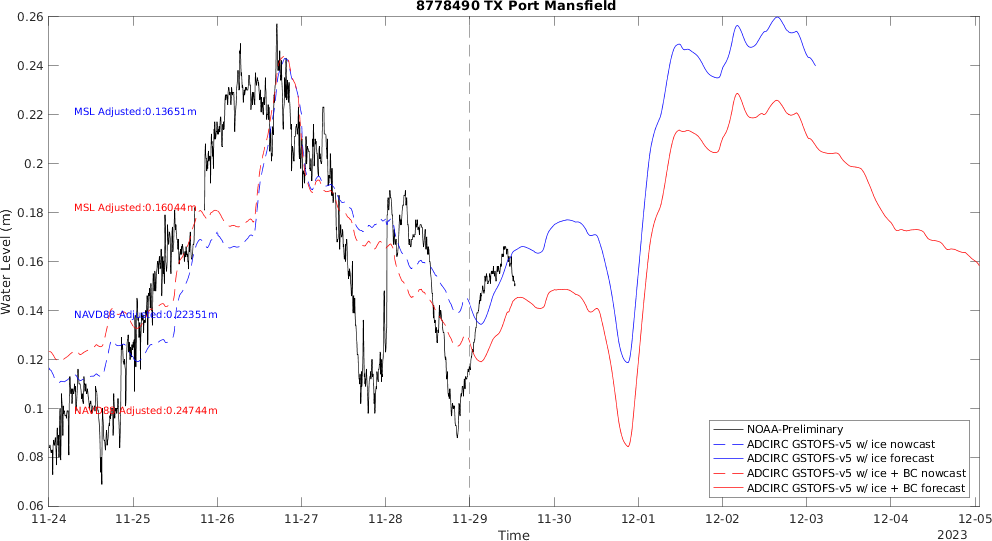 8778490 TX Port Mansfield
Water Level (m)
0.26
0.24
0.22
0.2
0.18
0.16
0.14
0.12
0.1
0.08
0.06
MSL Adjusted:0.13651m
MSL Adjusted:0.16044m
NAVD88 Adjusted:0.22351m
NAVD88 Adjusted:0.24744m
NOAA-Preliminary
ADCIRC GSTOFS-v5 w/ ice nowcast
ADCIRC GSTOFS-v5 w/ ice forecast
ADCIRC GSTOFS-v5 w/ ice + BC nowcast
ADCIRC GSTOFS-v5 w/ ice + BC forecast
11-24 11-25 11-26 11-27 11-28 11-29 11-30 12-01 12-02 12-03 12-04 12-05
Time
2023